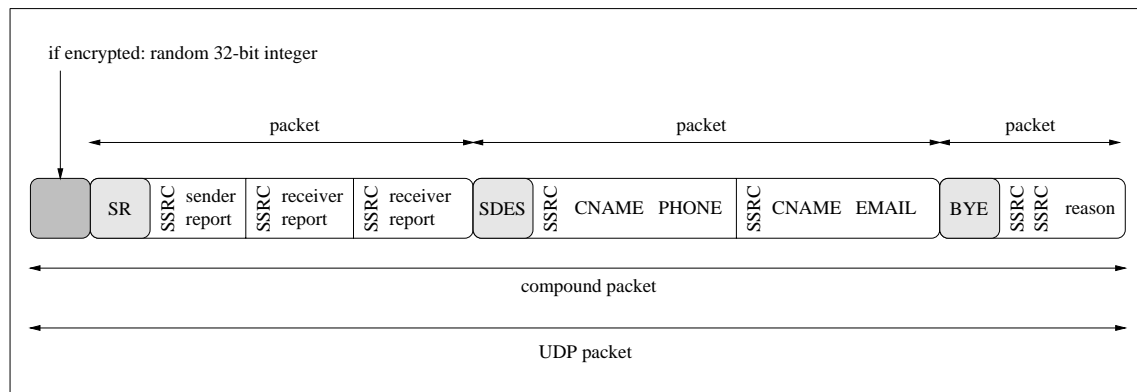 if encrypted: random 32-bit integer
packet packet packet
SR SSRC sender report SSRC receiver report SSRC receiver report SDES SSRC CNAME PHONE SSRC CNAME EMAIL BYE SSRC SSRC reason
compound packet
UDP packet